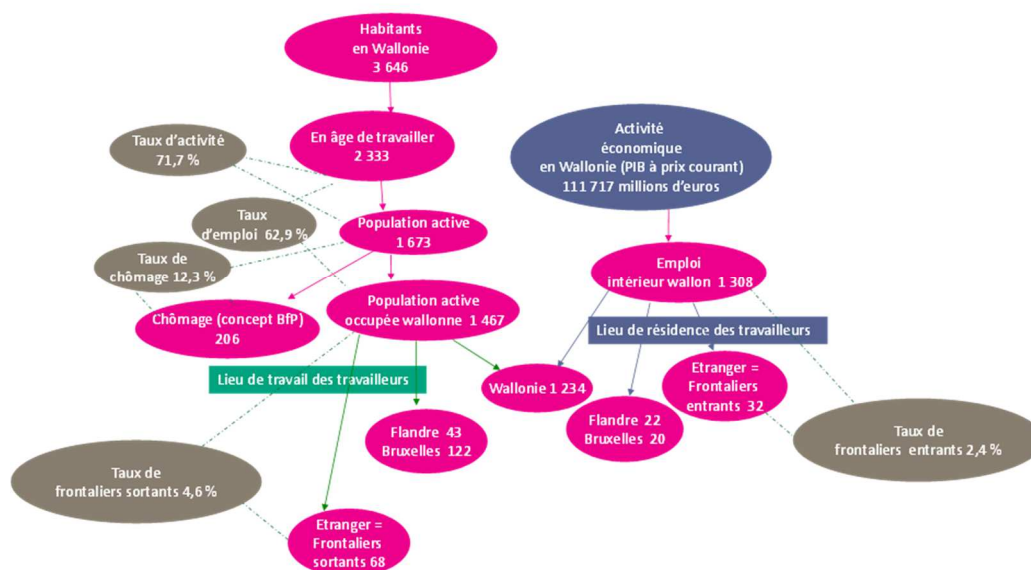 Habitants
en Wallonie
3 646
En âge de travailler
2 333
Taux d'activité
71,7 %
Activité
économique
en Wallonie (PIB à prix courant)
111 717 millions d'euros
Taux
d'emploi 62,9 %
Population active
1 673
Taux de
chômage 12,3 %
Emploi
intérieur wallon 1 308
Chômage (concept BfP)
206
Population active
occupée wallonne 1 467
Lieu de résidence des travailleurs
Lieu de travail des travailleurs
Wallonie 1 234
Etranger =
Frontaliers
entrants 32
Flandre 43
Bruxelles 122
Flandre 22
Bruxelles 20
Taux de
frontaliers entrants 2,4 %
Taux de
frontaliers sortants 4,6 %
Etranger =
Frontaliers
sortants 68